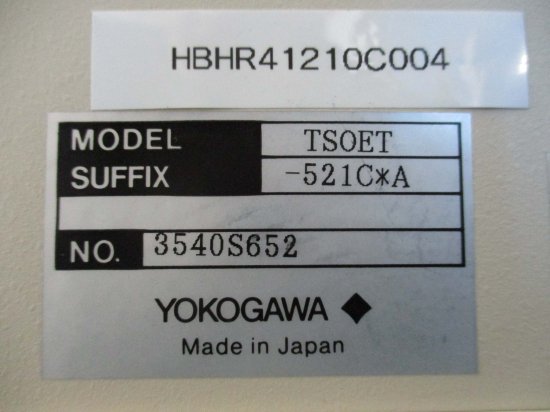 HBHR41210C004
MODEL TSOET
SUFFIX -521C*A
NO. 3540S652
YOKOGAWA ◆
Made in Japan